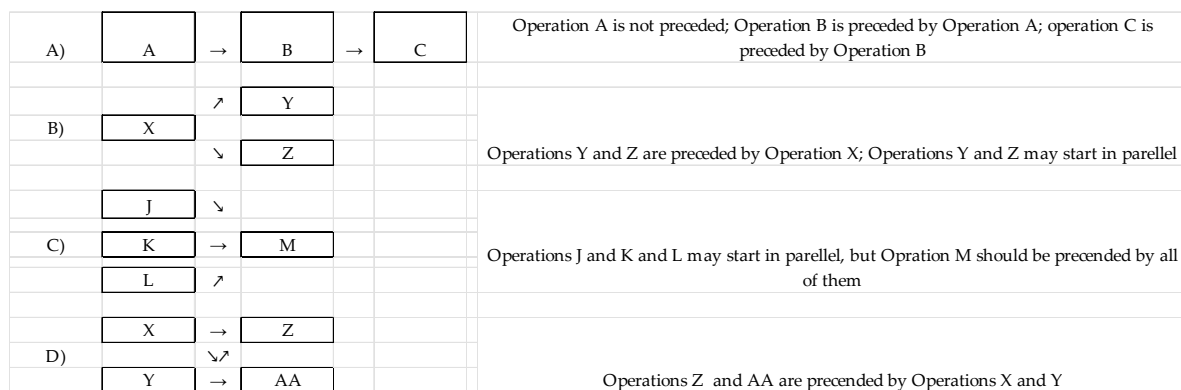 Operation A is not preceded; Operation B is preceded by Operation A; operation C is
A) A → B → C preceded by Operation B
↗ Y
B) X
↘ Z Operations Y and Z are preceded by Operation X; Operations Y and Z may start in parellel
J ↘
C) K → M
Operations J and K and L may start in parellel, but Opration M should be precended by all
L ↗ of them
X → Z
D) ↘↗
Y → AA Operations Z and AA are precended by Operations X and Y